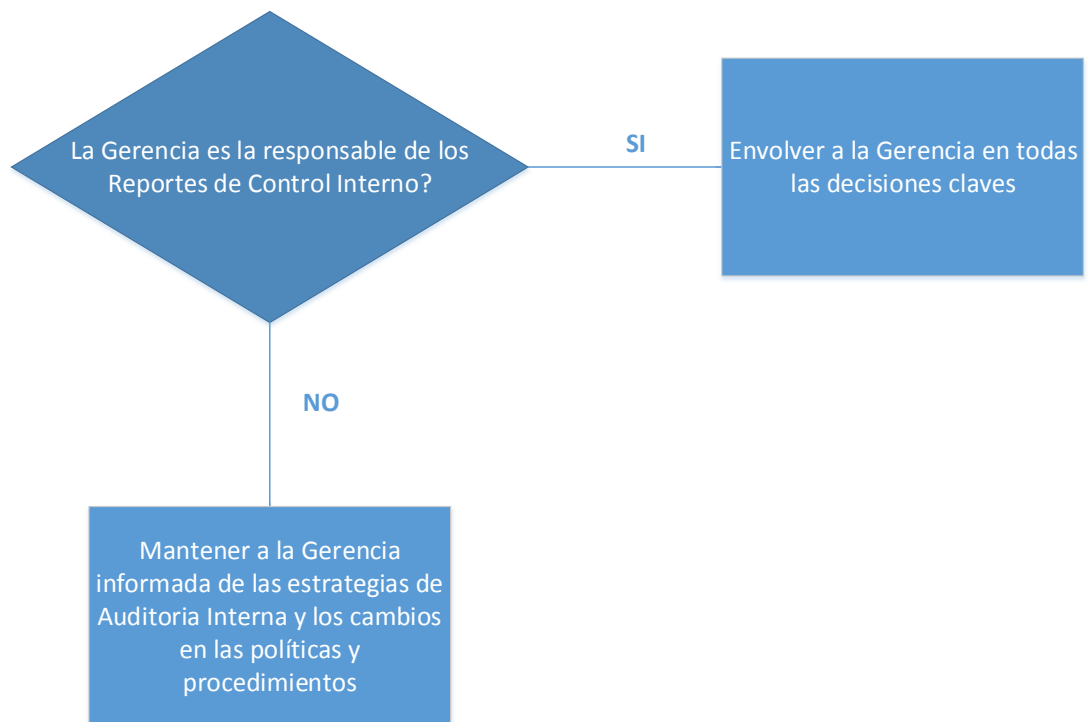 La Gerencia es la responsable de los
Reportes de Control Interno?
SI
Envolver a la Gerencia en todas
las decisiones claves
NO
Mantener a la Gerencia
informada de las estrategias de
Auditoria Interna y los cambios
en las políticas y
procedimientos